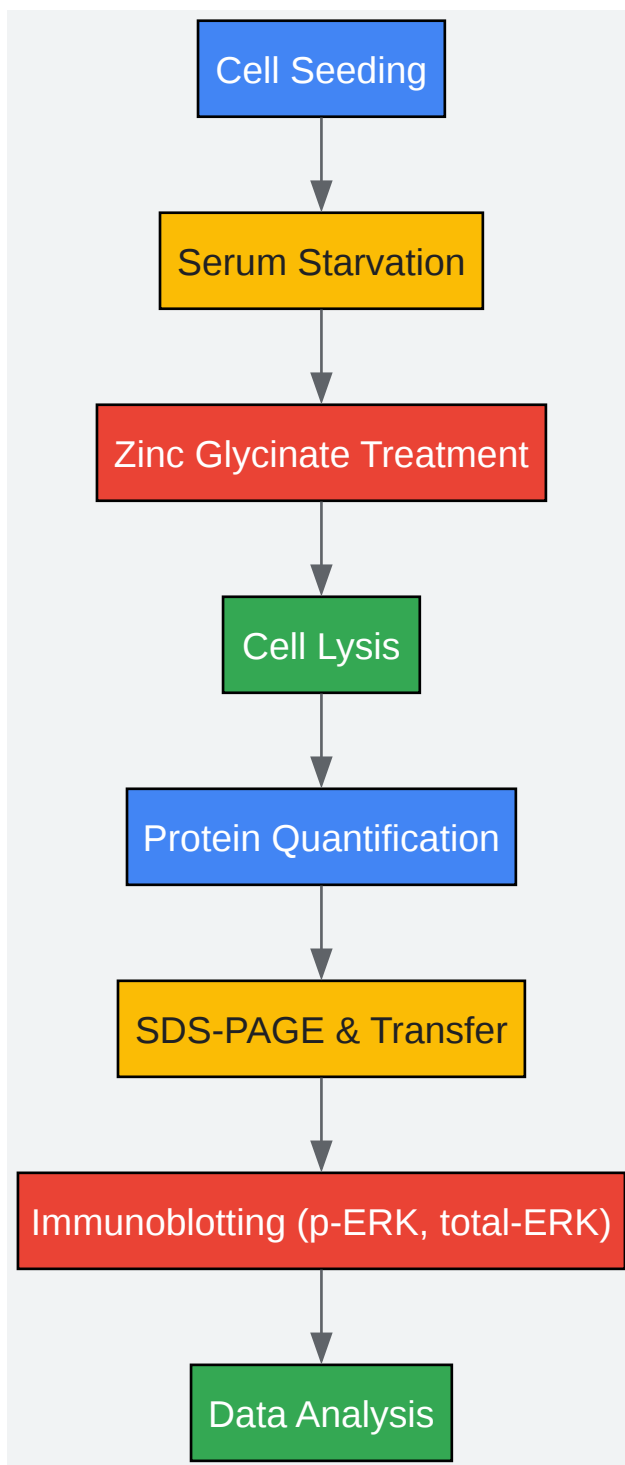 Cell Seeding
Serum Starvation
Zinc Glycinate Treatment
Cell Lysis
Protein Quantification
SDS-PAGE & Transfer
Immunoblotting (p-ERK, total-ERK)
Data Analysis